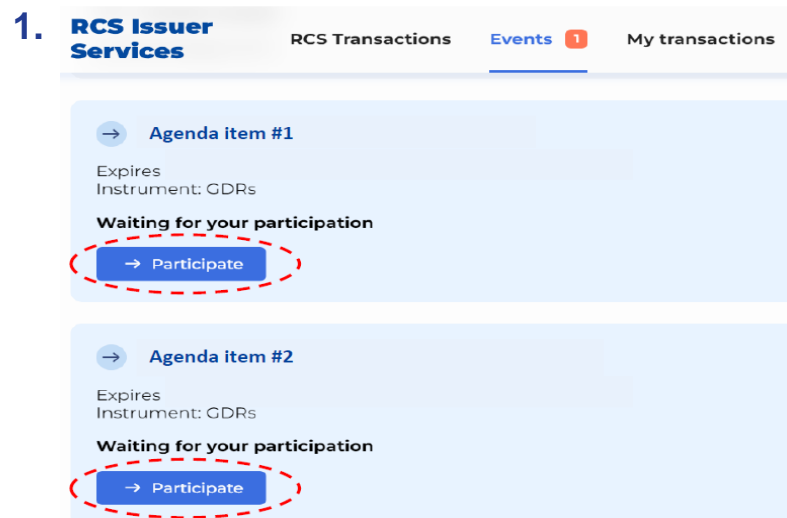 1.
RCS Issuer
Services
RCS Transactions
Events 1
My transactions
→ Agenda item #1
Expires
Instrument: GDRs
Waiting for your participation
→ Participate
→ Agenda item #2
Expires
Instrument: GDRs
Waiting for your participation
→ Participate